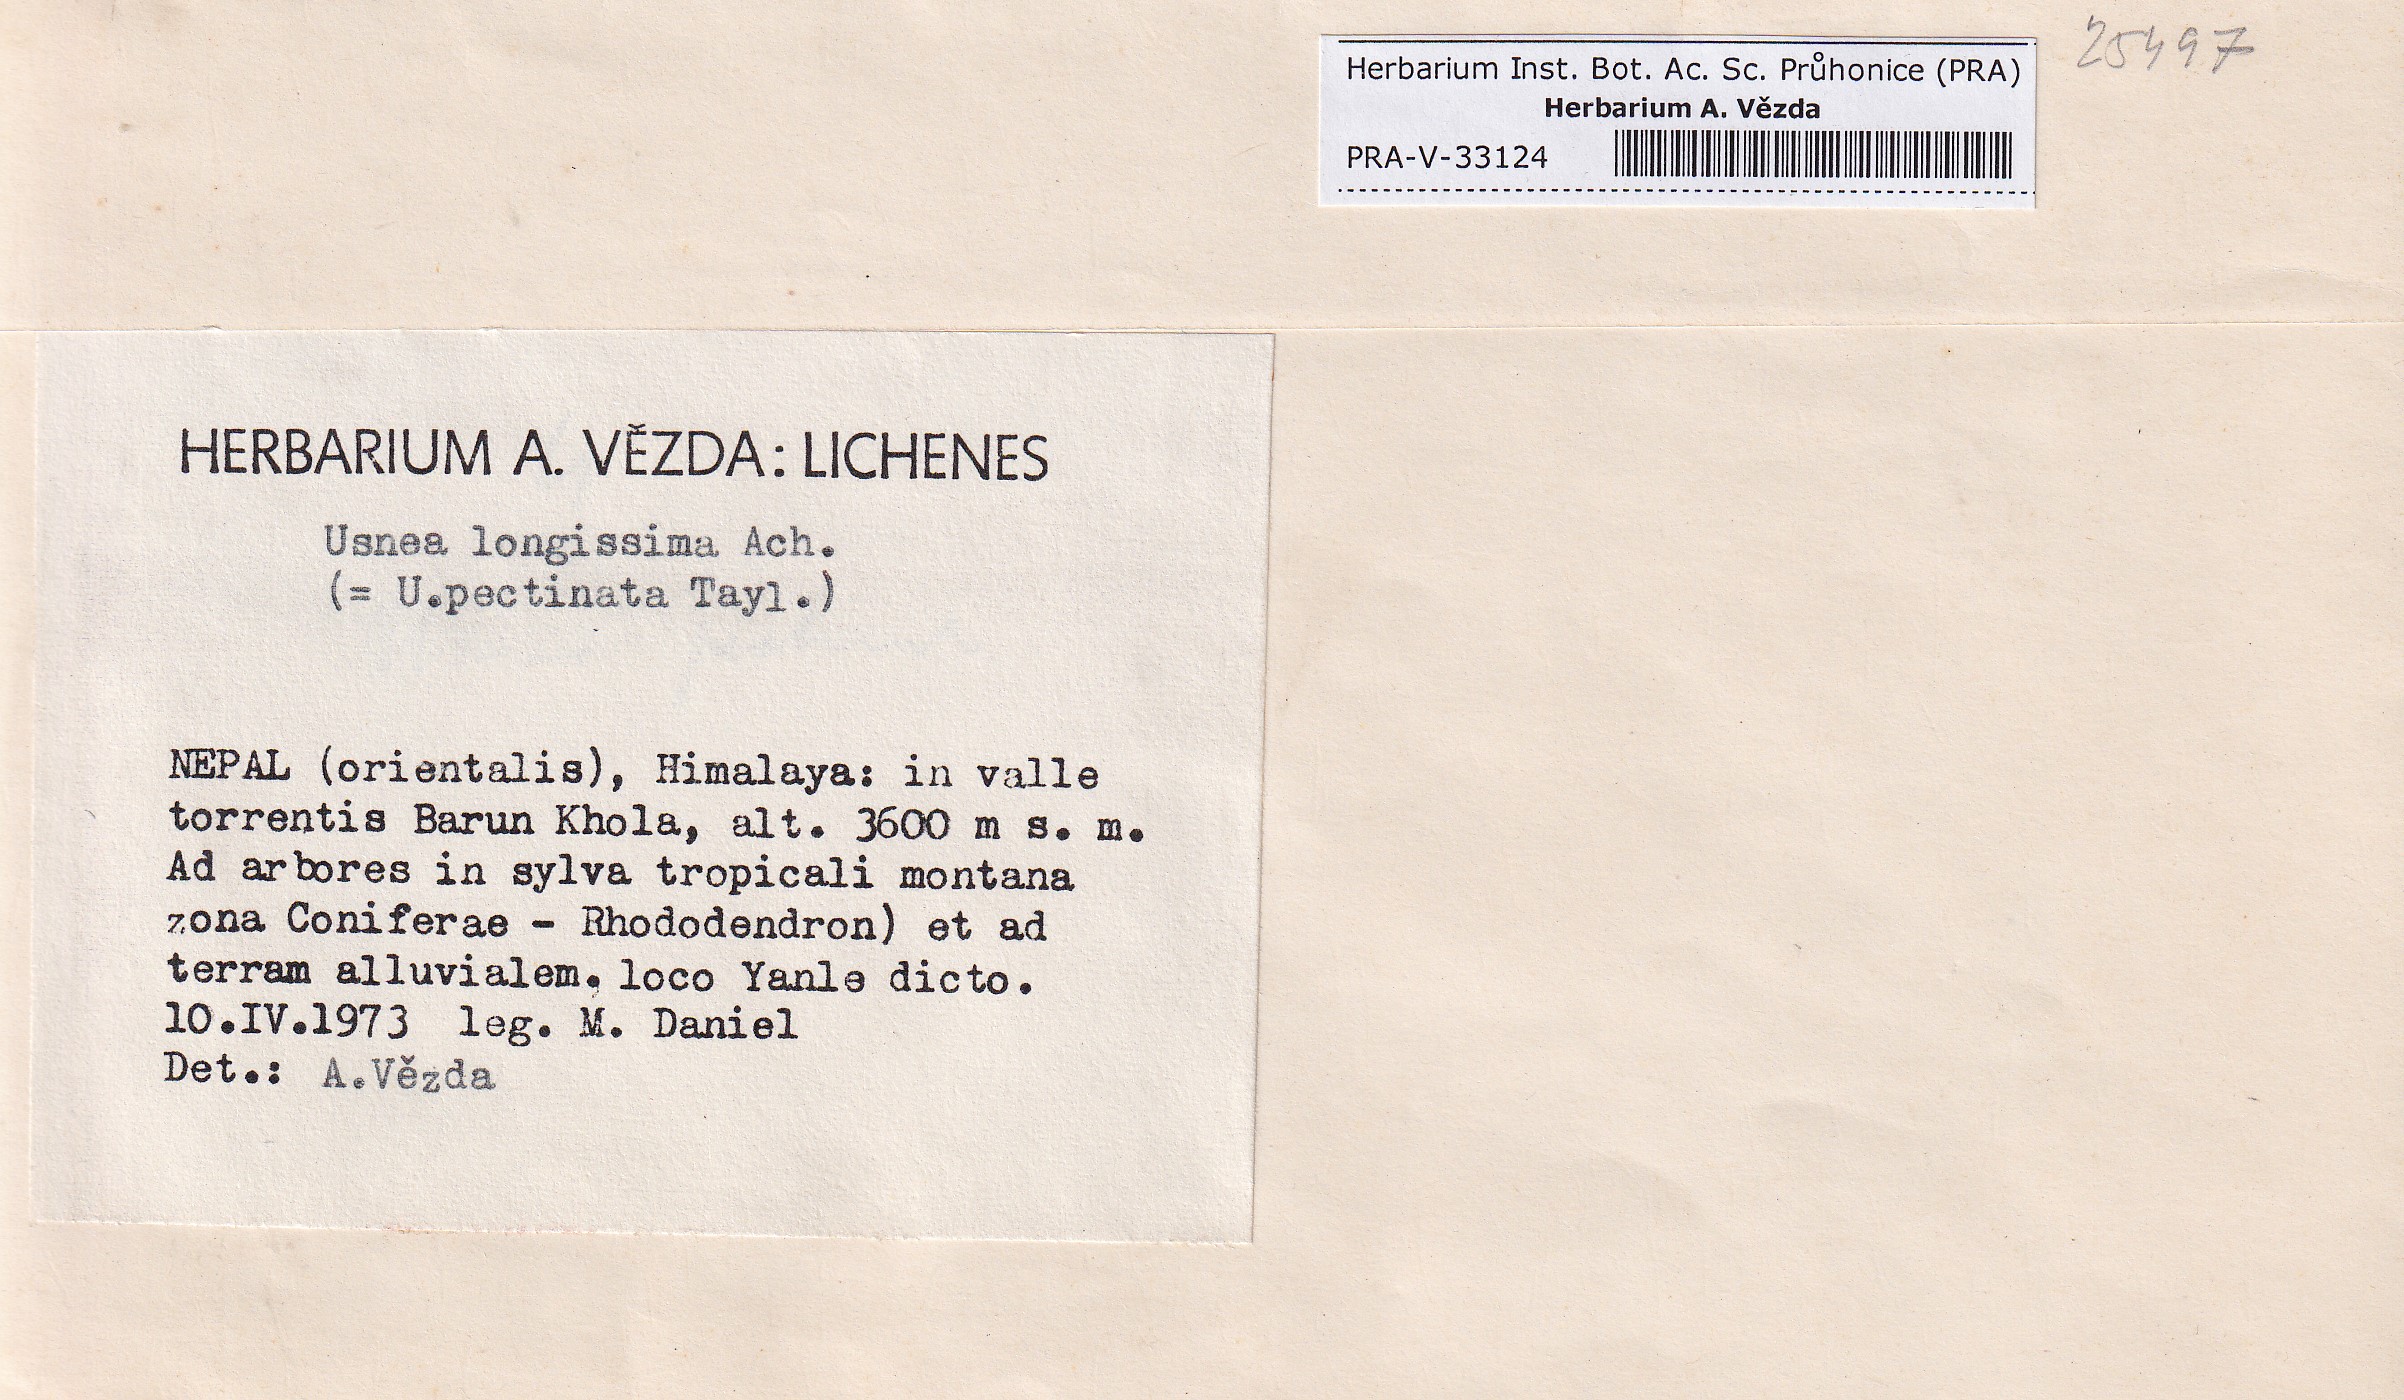 25497
Herbarium Inst. Bot. Ac. Sc. Průhonice (PRA)
Herbarium A. Vězda
PRA-V-33124
HERBARIUM A. VĚZDA: LICHENES
Usnea longissima Ach.
(= U.pectinata Tayl.)
NEPAL (orientalis), Himalaya: in valle
torrentis Barun Khola, alt. 3600 m s. m.
Ad arbores in sylva tropicali montana
zona Coniferae - Rhododendron) et ad
terram alluvialem, loco Yanle dicto.
10.IV.1973 leg. M. Daniel
Det.: A.Vězda